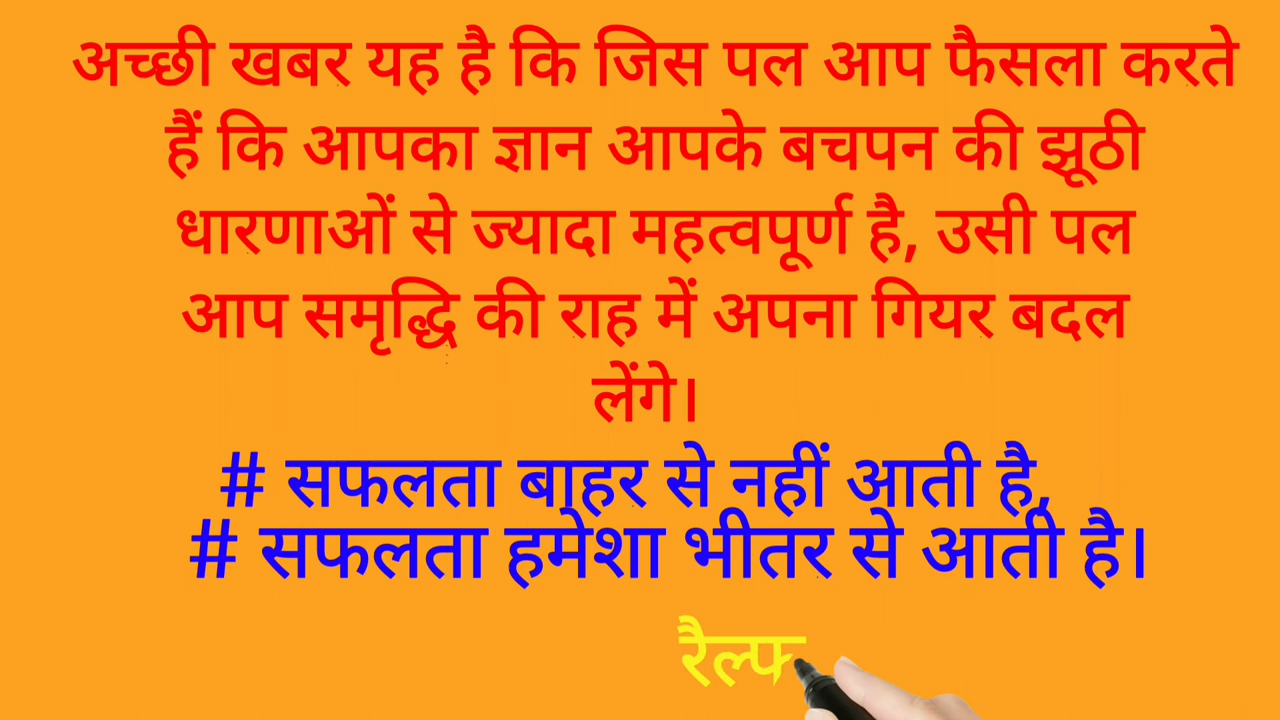 अच्छी खबर यह है कि जिस पल आप फैसला करते
हैं कि आपका ज्ञान आपके बचपन की झूठी
धारणाओं से ज्यादा महत्वपूर्ण है, उसी पल
आप समृद्धि की राह में अपना गियर बदल
लेंगे।
# सफलता बाहर से नहीं आती है,
# सफलता हमेशा भीतर से आती है।
रैल्फ